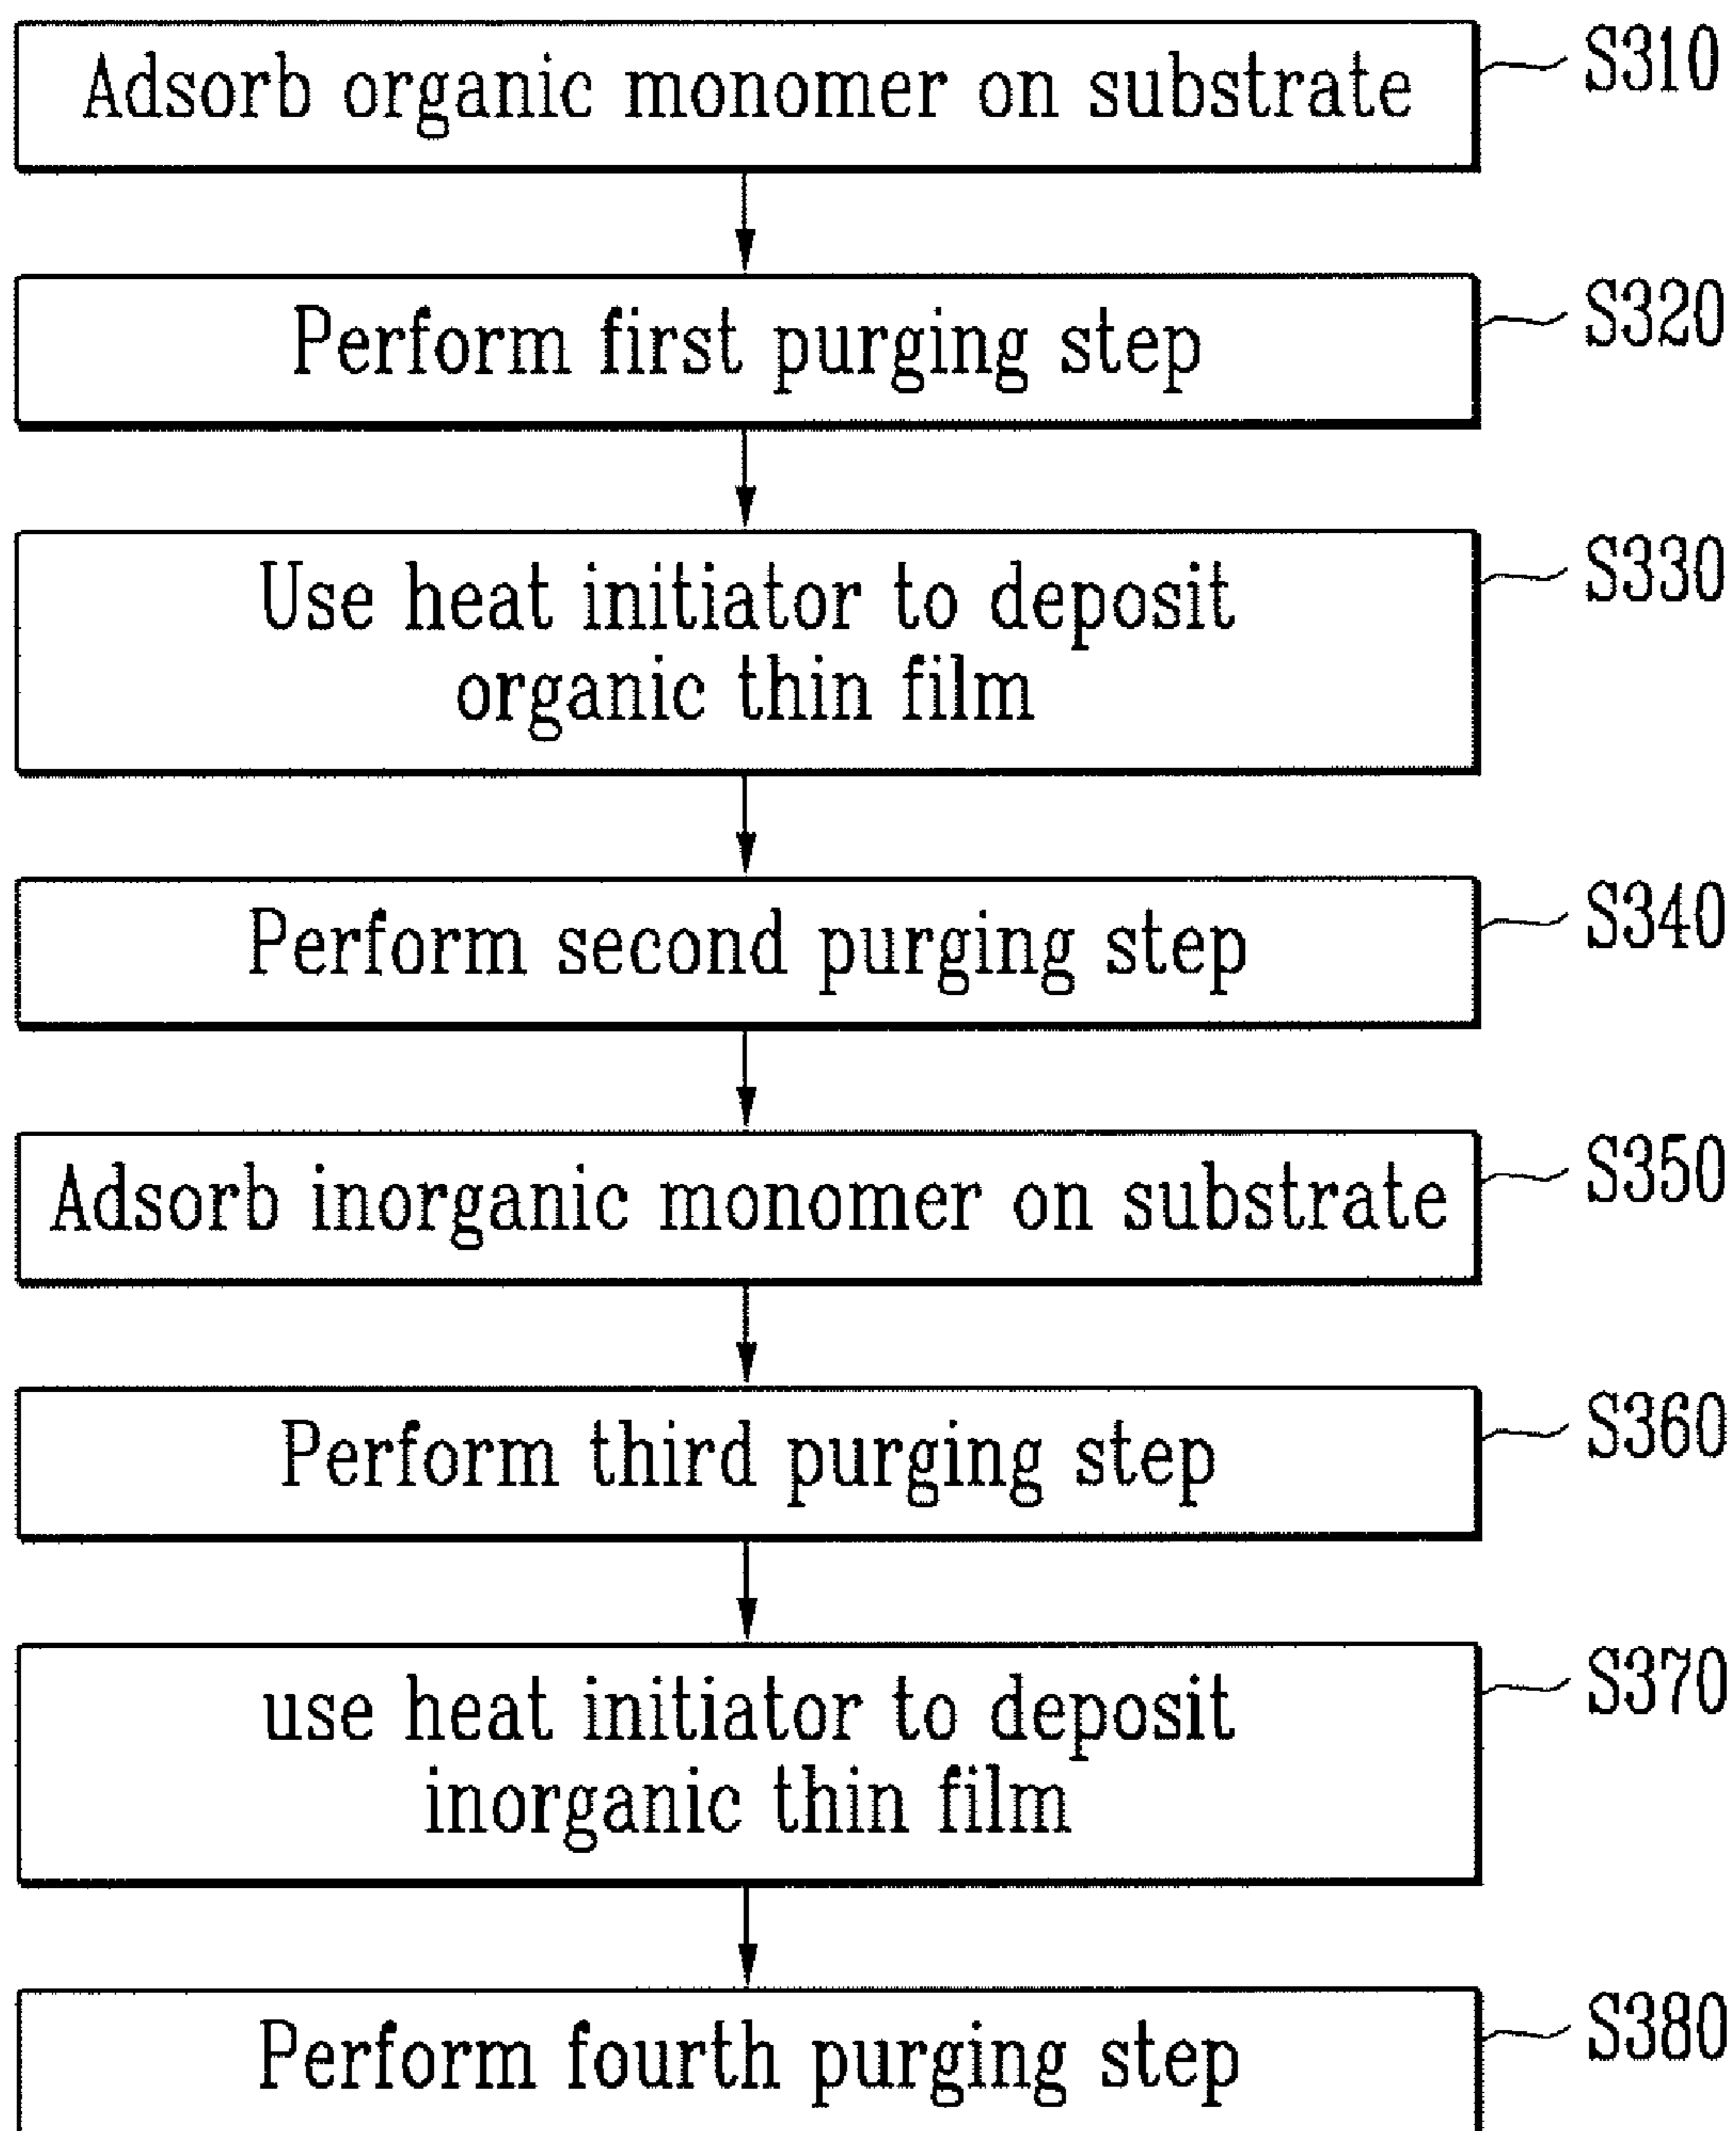 Adsorb organic monomer on substrate
S310
Perform first purging step
S320
Use heat initiator to deposit
organic thin film
S330
Perform second purging step
S340
Adsorb inorganic monomer on substrate
S350
Perform third purging step
S360
use heat initiator to deposit
inorganic thin film
S370
Perform fourth purging step
S380